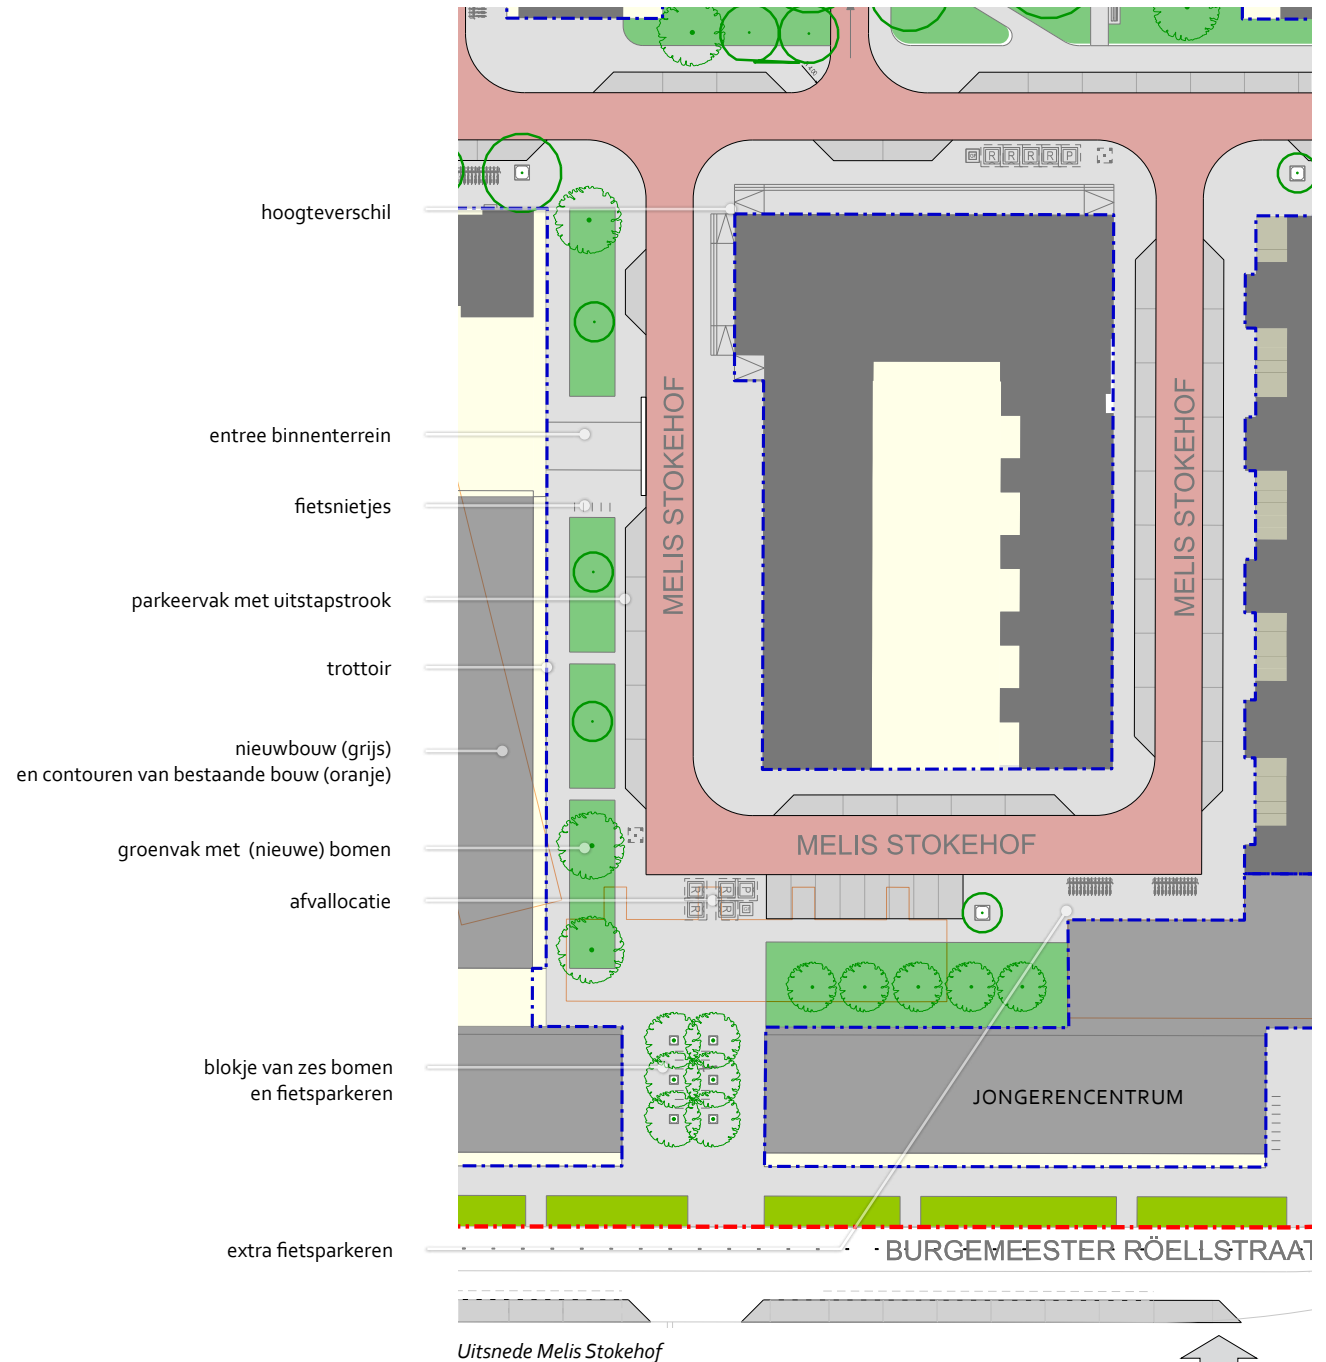 hoogteverschil
entree binnenterrein
fietsnietjes
parkeervak met uitstapstrook
trottoir
nieuwbouw (grijs)
en contouren van bestaande bouw (oranje)
groenvak met (nieuwe) bomen
afvallocatie
blokje van zes bomen
en fietsparkeren
extra fietsparkeren
R R R R P
MELIS STOKEHOF
MELIS STOKEHOF
MELIS STOKEHOF
R R P
R R
JONGERENCENTRUM
BURGEMEESTER RÖELLSTRAAT
Uitsnede Melis Stokehof